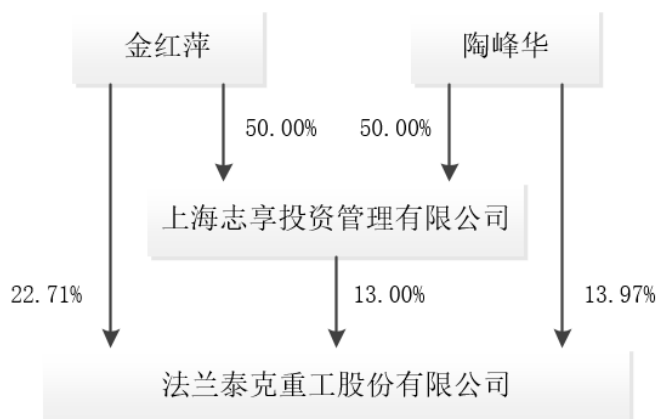 金红萍
陶峰华
50.00%
50.00%
上海志享投资管理有限公司
22.71%
13.00%
13.97%
法兰泰克重工股份有限公司